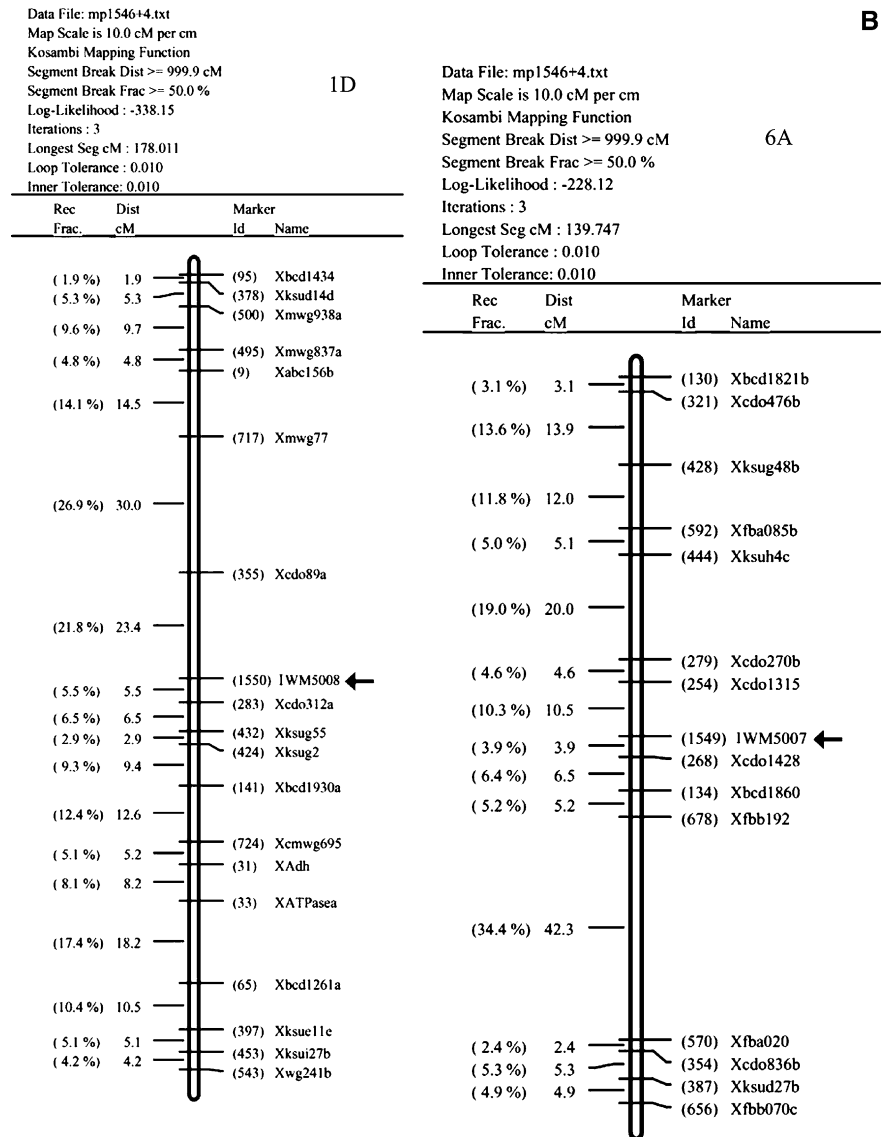 B
Data File: mp1546+4.txt
Map Scale is 10.0 cM per cm
Kosambi Mapping Function
Segment Break Dist >= 999.9 cM
Segment Break Frac >= 50.0 %
Log-Likelihood : -338.15
Iterations : 3
Longest Seg cM : 178.011
Loop Tolerance : 0.010
Inner Tolerance: 0.010
1D
Rec Dist Marker
Frac. cM Id Name
(95) Xbcd1434
( 1.9 %) 1.9
(378) Xksud14d
( 5.3 %) 5.3
(500) Xmwg938a
( 9.6 %) 9.7
(495) Xmwg837a
( 4.8 %) 4.8
(9) Xabc156b
(14.1 %) 14.5
(717) Xmwg77
(26.9 %) 30.0
(355) Xcdo89a
(21.8 %) 23.4
(1550) IWM5008
( 5.5 %) 5.5
(283) Xcdo312a
( 6.5 %) 6.5
(432) Xksug55
( 2.9 %) 2.9
(424) Xksug2
( 9.3 %) 9.4
(141) Xbcd1930a
(12.4 %) 12.6
(724) Xcmwg695
( 5.1 %) 5.2
(31) XAdh
( 8.1 %) 8.2
(33) XATPasea
(17.4 %) 18.2
(65) Xbcd1261a
(10.4 %) 10.5
(397) Xksue11e
( 5.1 %) 5.1
(453) Xksui27b
( 4.2 %) 4.2
(543) Xwg241b
Data File: mp1546+4.txt
Map Scale is 10.0 cM per cm
Kosambi Mapping Function
Segment Break Dist >= 999.9 cM
Segment Break Frac >= 50.0 %
Log-Likelihood : -228.12
Iterations : 3
Longest Seg cM : 139.747
Loop Tolerance : 0.010
Inner Tolerance: 0.010
6A
Rec Dist Marker
Frac. cM Id Name
(130) Xbcd1821b
( 3.1 %) 3.1
(321) Xcdo476b
(13.6 %) 13.9
(428) Xksug48b
(11.8 %) 12.0
(592) Xfba085b
( 5.0 %) 5.1
(444) Xksuh4c
(19.0 %) 20.0
(279) Xcdo270b
( 4.6 %) 4.6
(254) Xcdo1315
(10.3 %) 10.5
(1549) IWM5007
( 3.9 %) 3.9
(268) Xcdo1428
( 6.4 %) 6.5
(134) Xbcd1860
( 5.2 %) 5.2
(678) Xfbb192
(34.4 %) 42.3
(570) Xfba020
( 2.4 %) 2.4
(354) Xcdo836b
( 5.3 %) 5.3
(387) Xksud27b
( 4.9 %) 4.9
(656) Xfbb070c